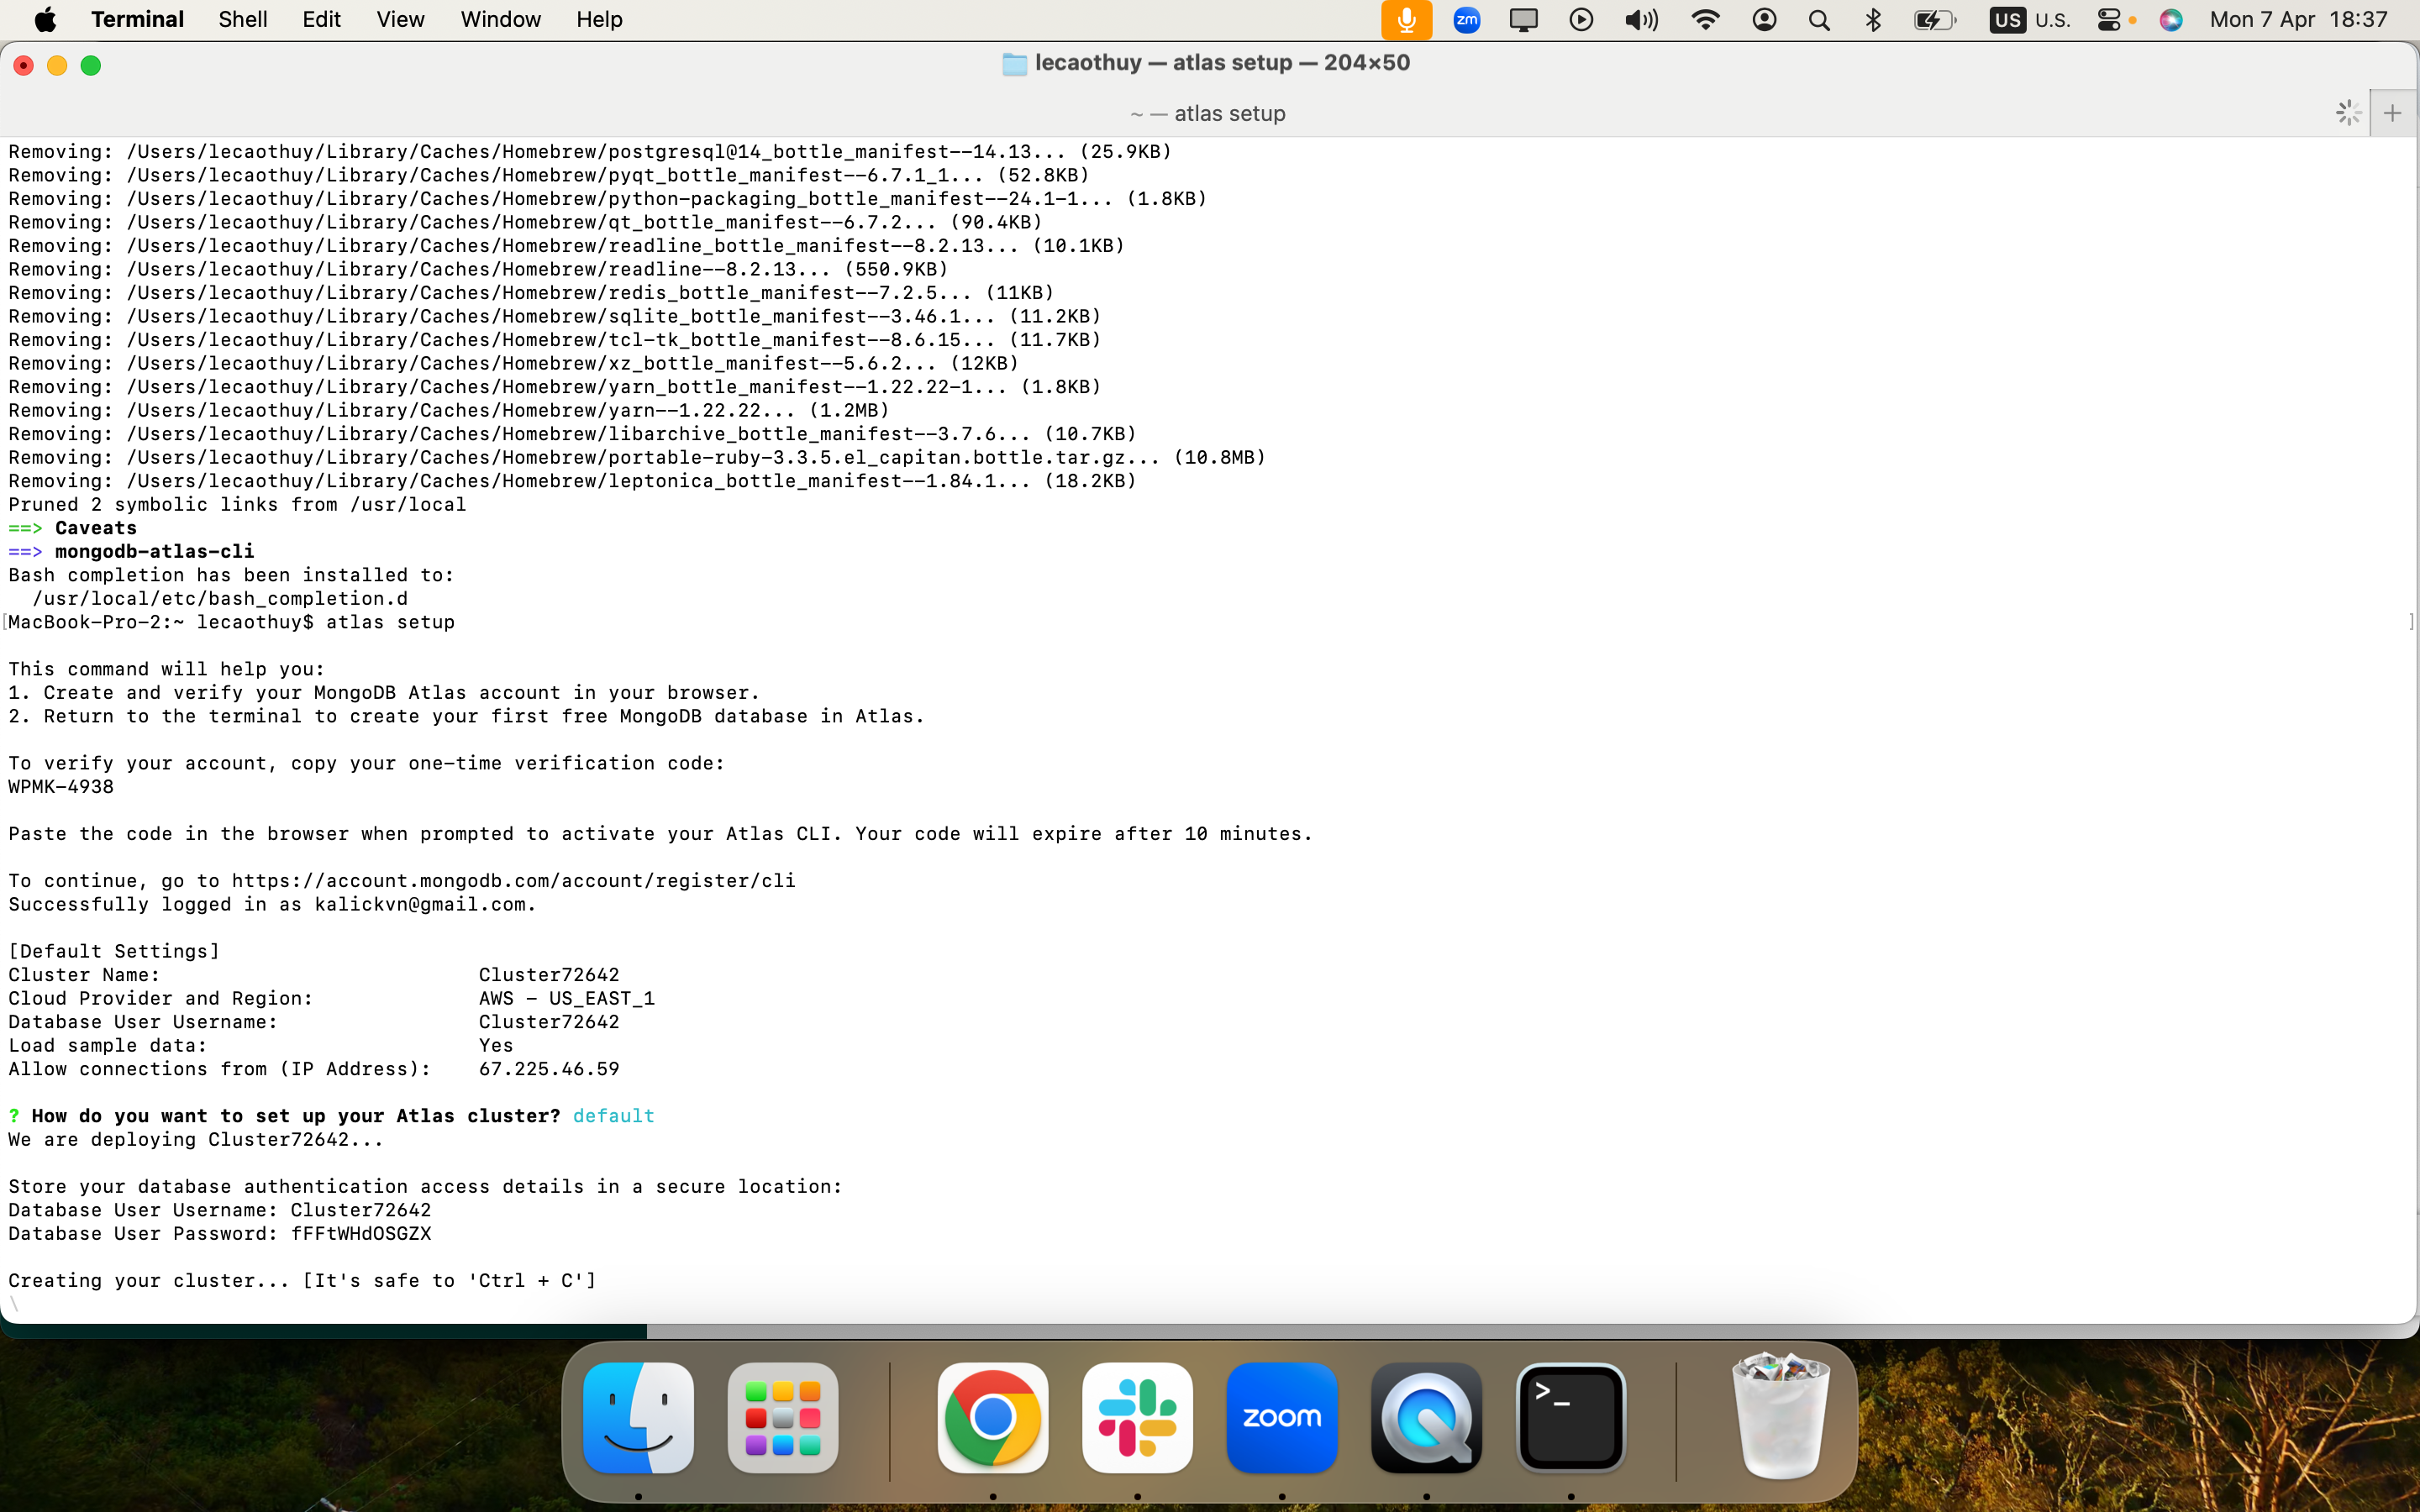 Terminal Shell Edit View Window Help zm US U.S. Mon 7 Apr 18:37
lecaothuy — atlas setup — 204×50
~ — atlas setup
Removing: /Users/lecaothuy/Library/Caches/Homebrew/postgresql@14_bottle_manifest--14.13... (25.9KB)
Removing: /Users/lecaothuy/Library/Caches/Homebrew/pyqt_bottle_manifest--6.7.1_1... (52.8KB)
Removing: /Users/lecaothuy/Library/Caches/Homebrew/python-packaging_bottle_manifest--24.1-1... (1.8KB)
Removing: /Users/lecaothuy/Library/Caches/Homebrew/qt_bottle_manifest--6.7.2... (90.4KB)
Removing: /Users/lecaothuy/Library/Caches/Homebrew/readline_bottle_manifest--8.2.13... (10.1KB)
Removing: /Users/lecaothuy/Library/Caches/Homebrew/readline--8.2.13... (550.9KB)
Removing: /Users/lecaothuy/Library/Caches/Homebrew/redis_bottle_manifest--7.2.5... (11KB)
Removing: /Users/lecaothuy/Library/Caches/Homebrew/sqlite_bottle_manifest--3.46.1... (11.2KB)
Removing: /Users/lecaothuy/Library/Caches/Homebrew/tcl-tk_bottle_manifest--8.6.15... (11.7KB)
Removing: /Users/lecaothuy/Library/Caches/Homebrew/xz_bottle_manifest--5.6.2... (12KB)
Removing: /Users/lecaothuy/Library/Caches/Homebrew/yarn_bottle_manifest--1.22.22-1... (1.8KB)
Removing: /Users/lecaothuy/Library/Caches/Homebrew/yarn--1.22.22... (1.2MB)
Removing: /Users/lecaothuy/Library/Caches/Homebrew/libarchive_bottle_manifest--3.7.6... (10.7KB)
Removing: /Users/lecaothuy/Library/Caches/Homebrew/portable-ruby-3.3.5.el_capitan.bottle.tar.gz... (10.8MB)
Removing: /Users/lecaothuy/Library/Caches/Homebrew/leptonica_bottle_manifest--1.84.1... (18.2KB)
Pruned 2 symbolic links from /usr/local
==> Caveats
==> mongodb-atlas-cli
Bash completion has been installed to:
  /usr/local/etc/bash_completion.d
[MacBook-Pro-2:~ lecaothuy$ atlas setup ]
This command will help you:
1. Create and verify your MongoDB Atlas account in your browser.
2. Return to the terminal to create your first free MongoDB database in Atlas.
To verify your account, copy your one-time verification code:
WPMK-4938
Paste the code in the browser when prompted to activate your Atlas CLI. Your code will expire after 10 minutes.
To continue, go to https://account.mongodb.com/account/register/cli
Successfully logged in as kalickvn@gmail.com.
[Default Settings]
Cluster Name: Cluster72642
Cloud Provider and Region: AWS - US_EAST_1
Database User Username: Cluster72642
Load sample data: Yes
Allow connections from (IP Address): 67.225.46.59
? How do you want to set up your Atlas cluster? default
We are deploying Cluster72642...
Store your database authentication access details in a secure location:
Database User Username: Cluster72642
Database User Password: fFFtWHdOSGZX
Creating your cluster... [It's safe to 'Ctrl + C']
\
zoom
>_